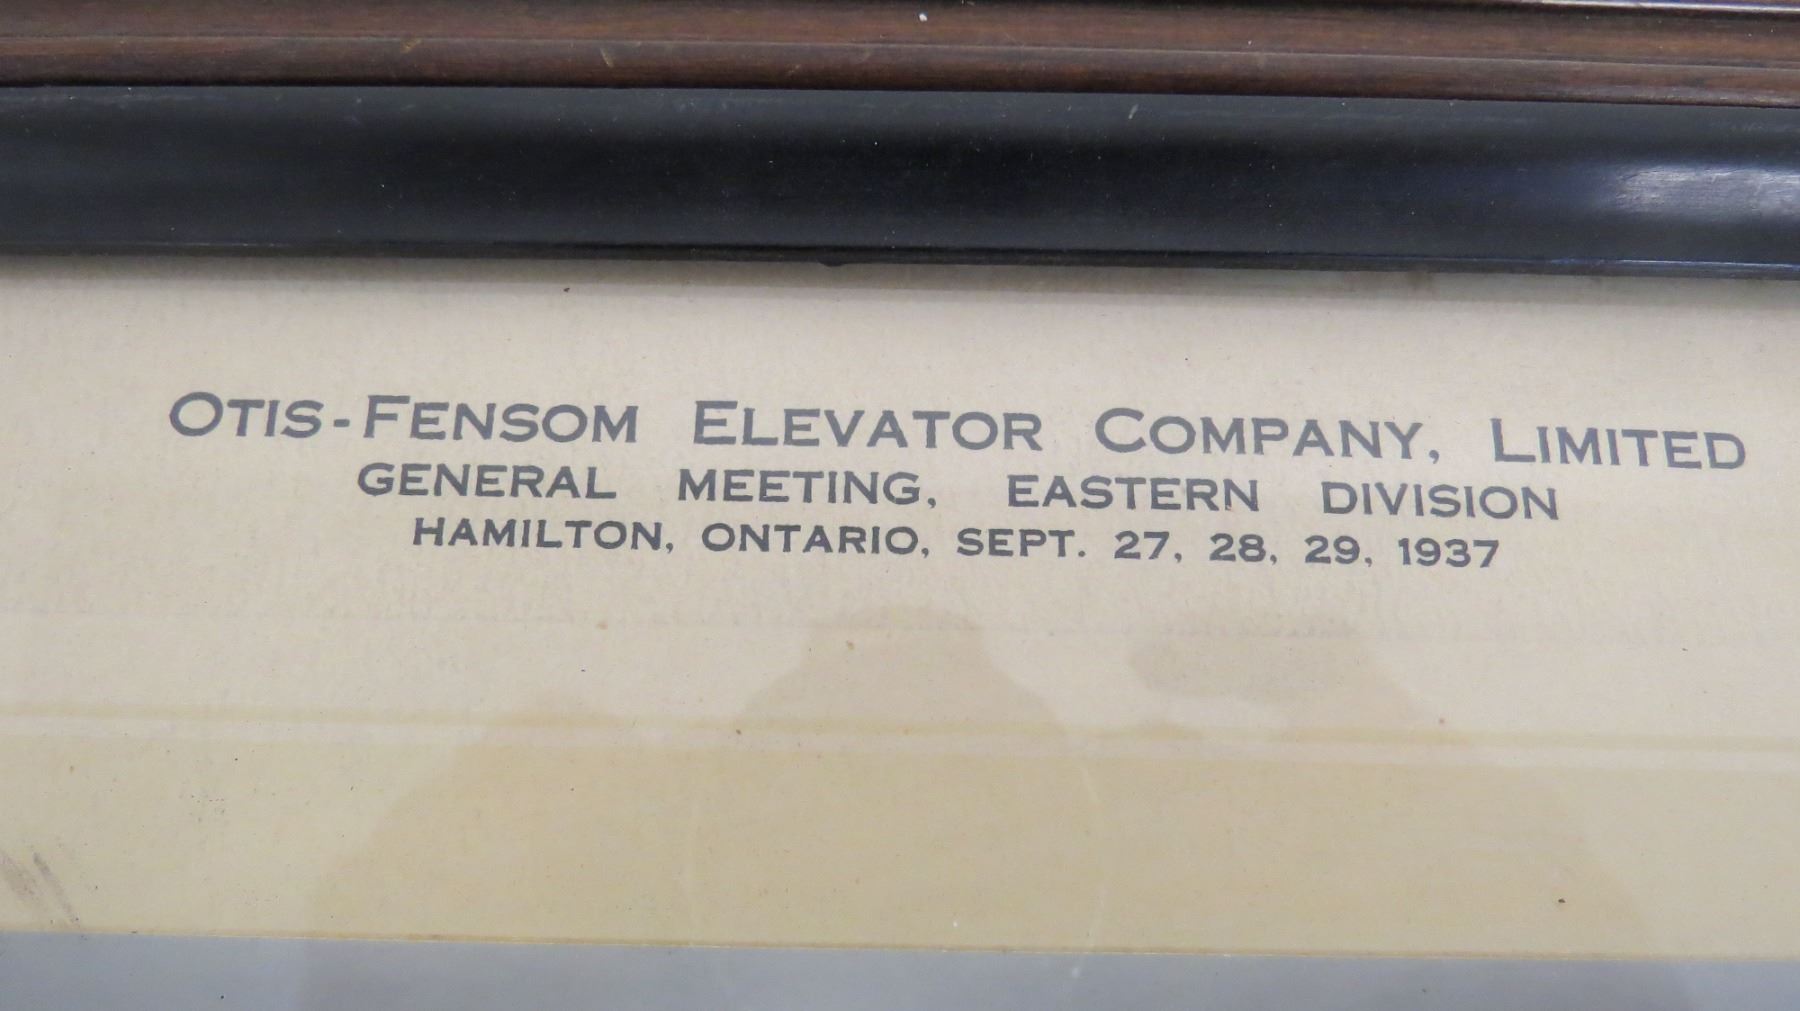 OTIS-FENSOM ELEVATOR COMPANY, LIMITED
GENERAL MEETING, EASTERN DIVISION
HAMILTON, ONTARIO, SEPT. 27, 28, 29, 1937